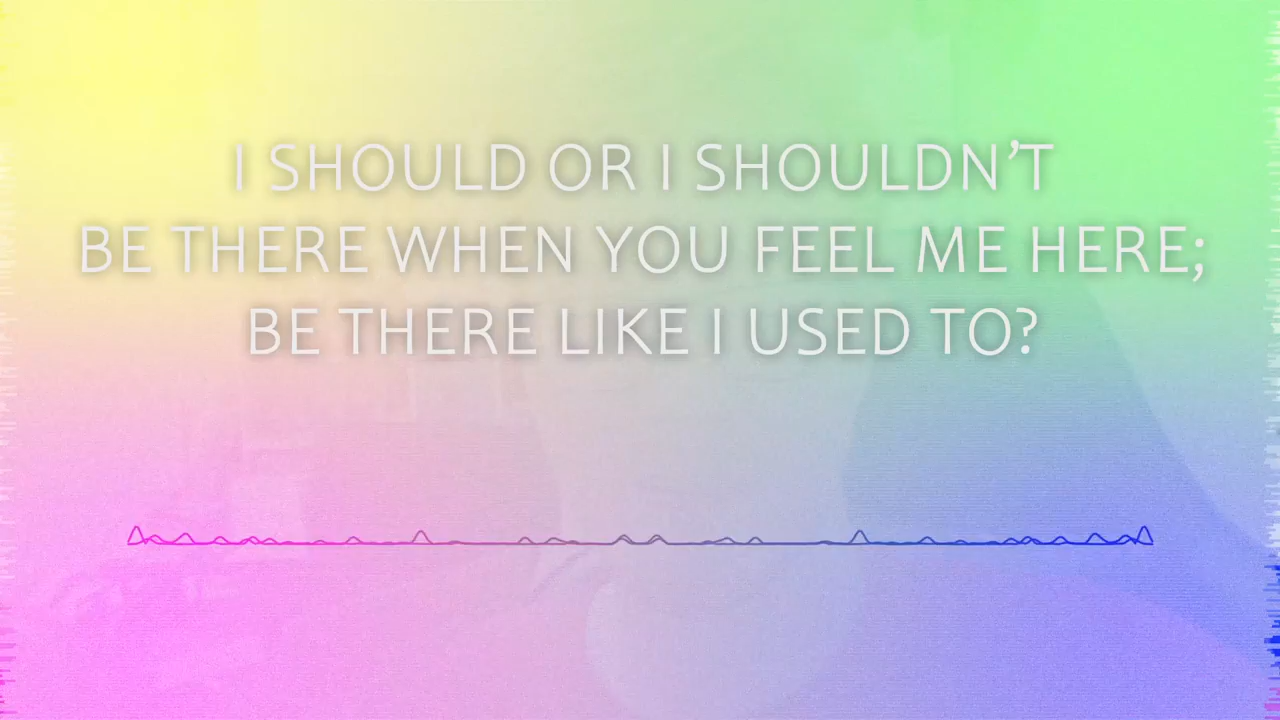 I SHOULD OR I SHOULDN’T
BE THERE WHEN YOU FEEL ME HERE;
BE THERE LIKE I USED TO?